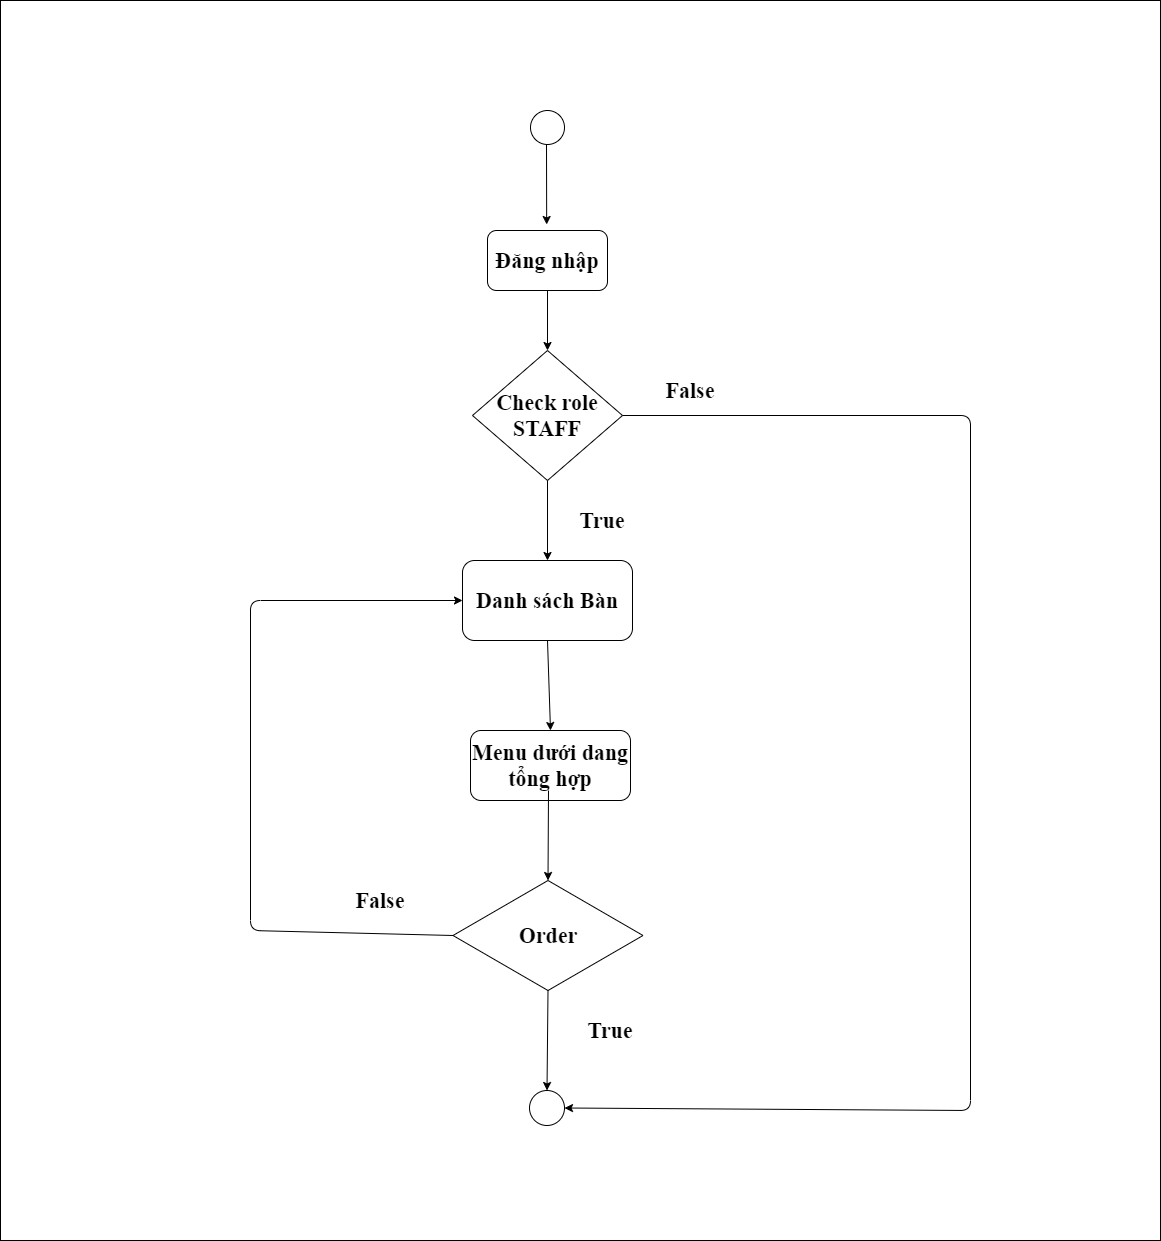 Đăng nhập
Check role
STAFF
False
True
Danh sách Bàn
Menu dưới dang
tổng hợp
False
Order
True